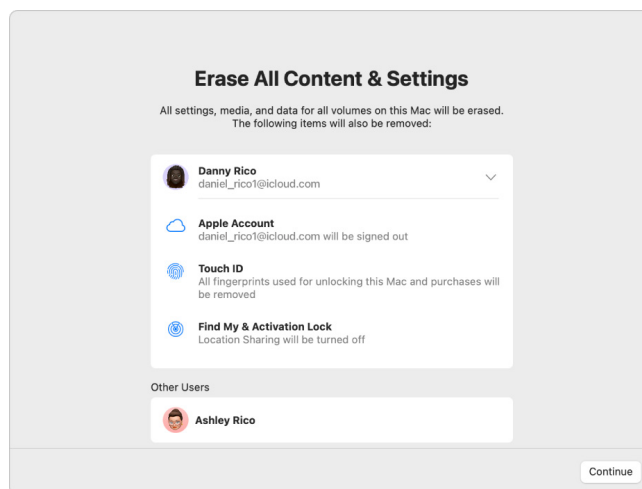 Erase All Content & Settings
All settings, media, and data for all volumes on this Mac will be erased.
The following items will also be removed:
Danny Rico
daniel_rico1@icloud.com
Apple Account
daniel_rico1@icloud.com will be signed out
Touch ID
All fingerprints used for unlocking this Mac and purchases will
be removed
Find My & Activation Lock
Location Sharing will be turned off
Other Users
Ashley Rico
Continue